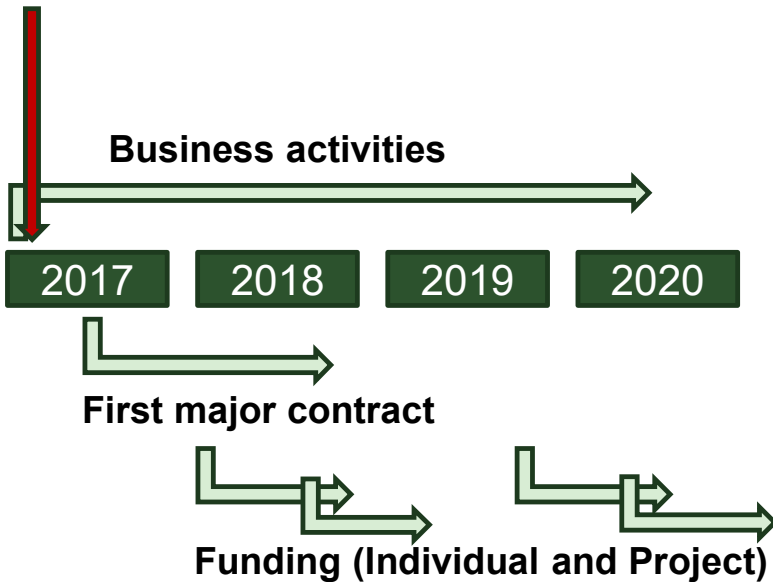 Business activities
2017 2018 2019 2020
First major contract
Funding (Individual and Project)